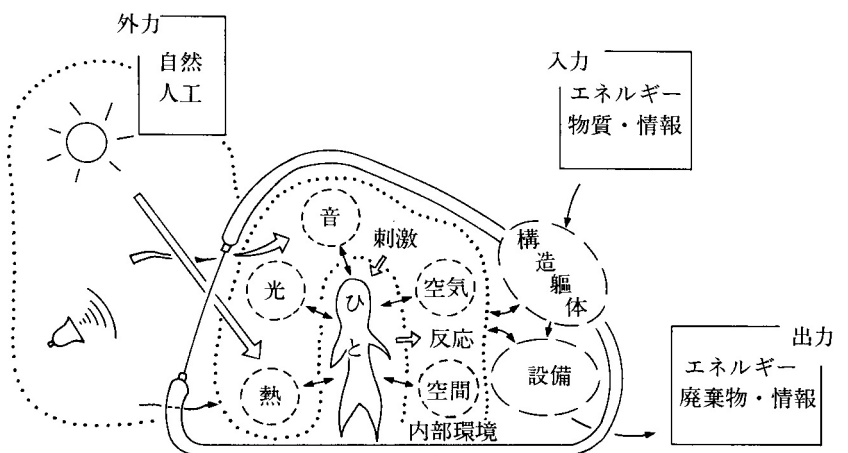 外力
自然
人工
入力
エネルギー
物質・情報
音
刺激
光
ひと
空気
構造軀体
反応
熱
空間
設備
内部環境
出力
エネルギー
廃棄物・情報